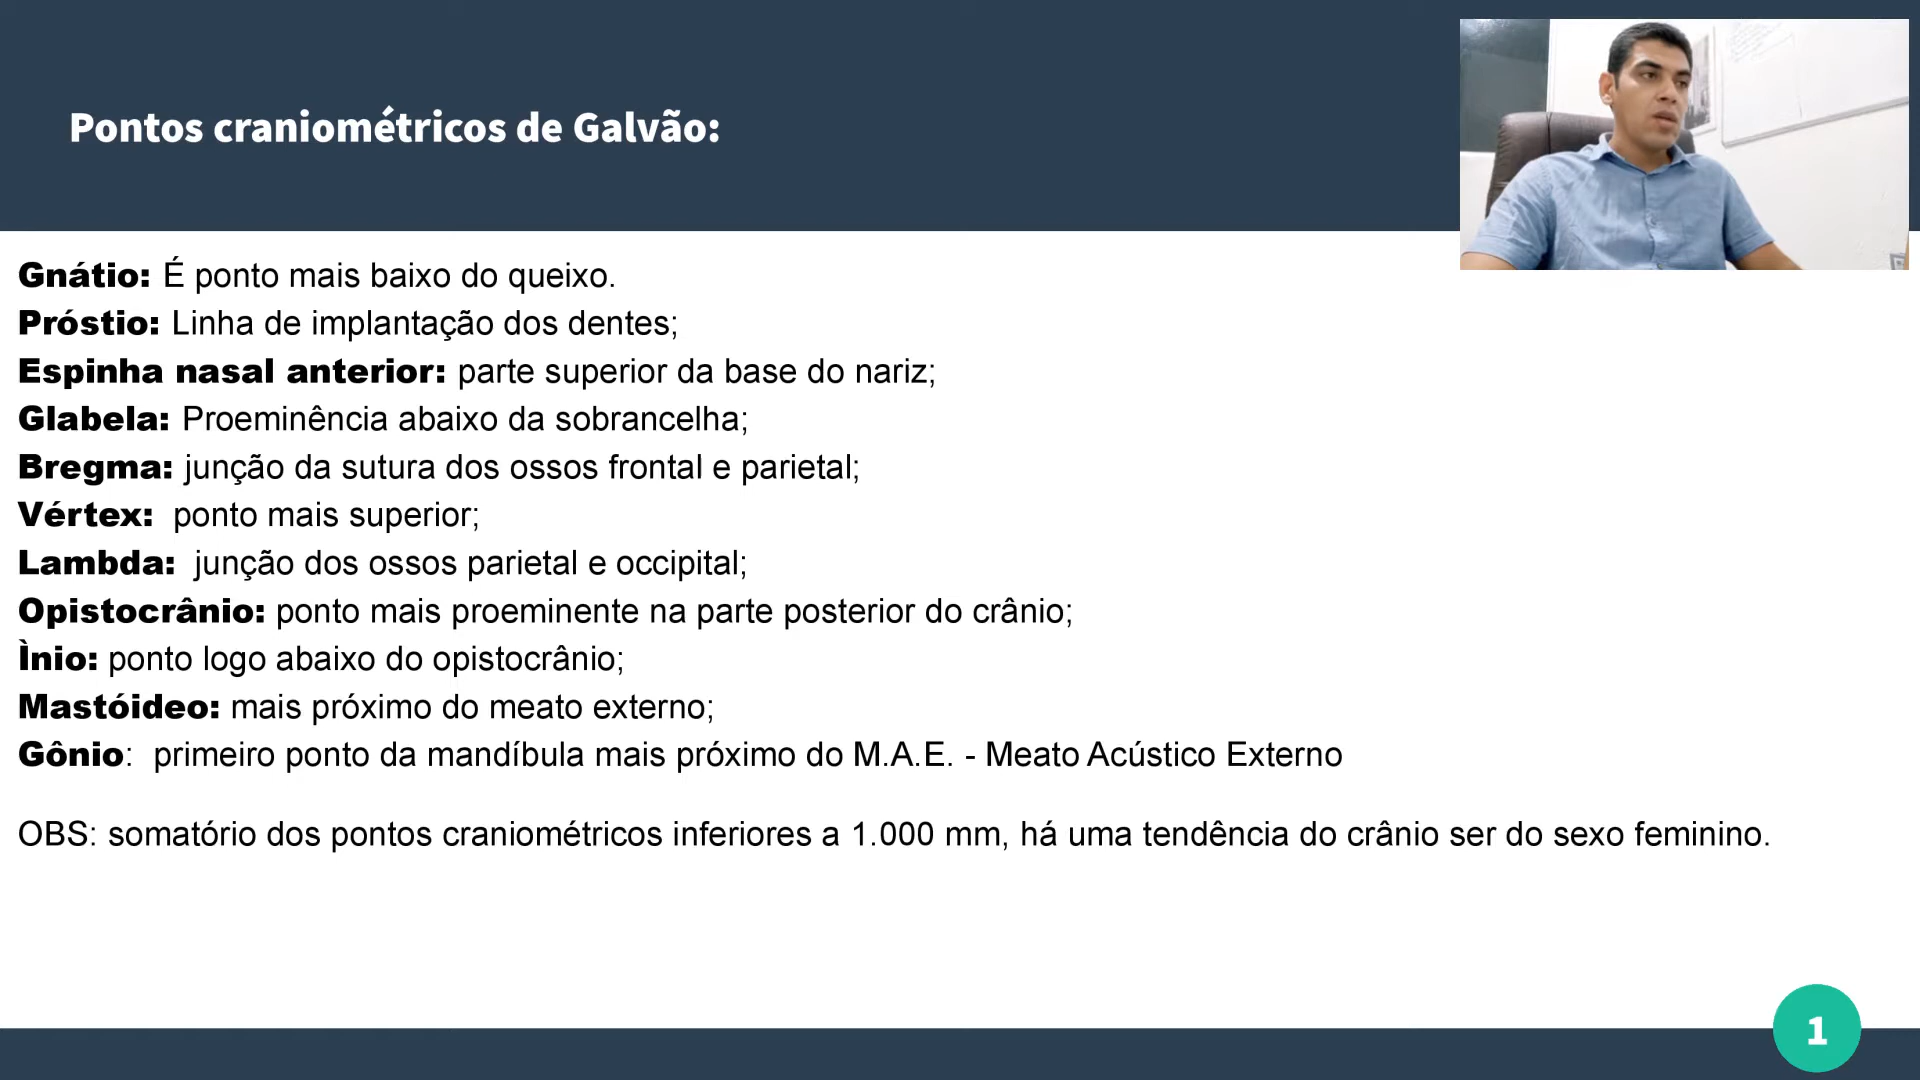 Pontos craniométricos de Galvão:
Gnátio: É ponto mais baixo do queixo.
Próstio: Linha de implantação dos dentes;
Espinha nasal anterior: parte superior da base do nariz;
Glabela: Proeminência abaixo da sobrancelha;
Bregma: junção da sutura dos ossos frontal e parietal;
Vértex: ponto mais superior;
Lambda: junção dos ossos parietal e occipital;
Opistocrânio: ponto mais proeminente na parte posterior do crânio;
Ìnio: ponto logo abaixo do opistocrânio;
Mastóideo: mais próximo do meato externo;
Gônio: primeiro ponto da mandíbula mais próximo do M.A.E. - Meato Acústico Externo
OBS: somatório dos pontos craniométricos inferiores a 1.000 mm, há uma tendência do crânio ser do sexo feminino.
1